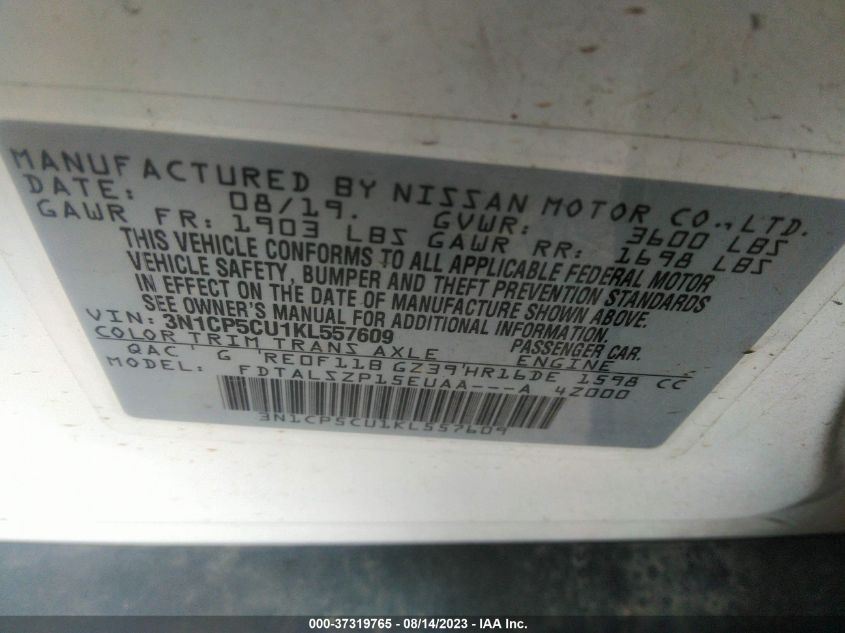 MANUFACTURED BY NISSAN MOTOR CO., LTD.
DATE: 08/19. GVWR: 3600 LBS
GAWR FR: 1903 LBS GAWR RR: 1698 LBS
THIS VEHICLE CONFORMS TO ALL APPLICABLE FEDERAL MOTOR
VEHICLE SAFETY, BUMPER AND THEFT PREVENTION STANDARDS
IN EFFECT ON THE DATE OF MANUFACTURE SHOWN ABOVE.
SEE OWNER'S MANUAL FOR ADDITIONAL INFORMATION.
VIN: 3N1CP5CU1KL557609 PASSENGER CAR.
COLOR TRIM TRANS AXLE ENGINE
QAC' G 'RE0F11B GZ39'HR16DE 1598 CC
MODEL: FDTALSZP15EUAA---A 4Z000
3N1CP5CU1KL557609
000-37319765 - 08/14/2023 - IAA Inc.